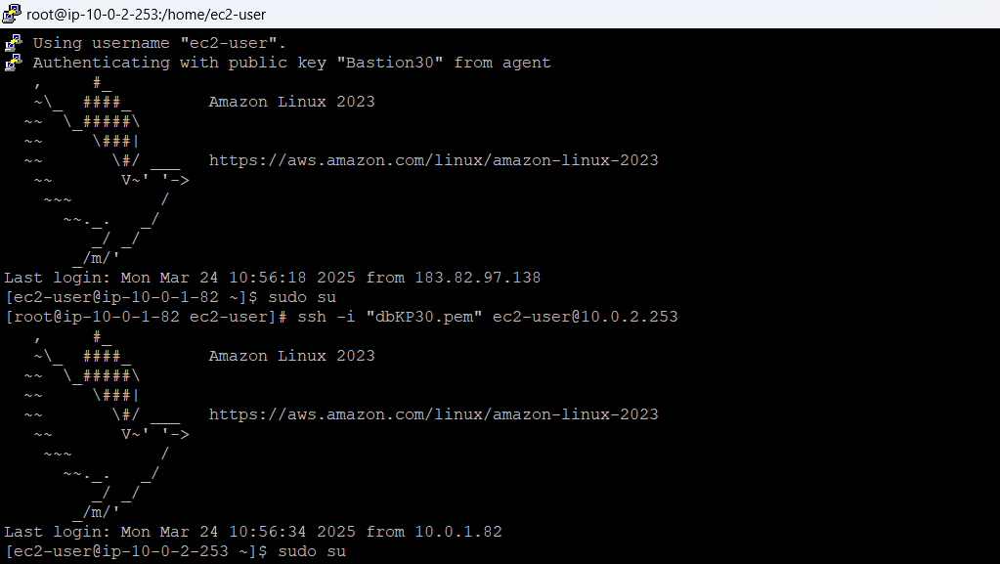 root@ip-10-0-2-253:/home/ec2-user
Using username "ec2-user".
Authenticating with public key "Bastion30" from agent
   ,     #_
   ~\_  ####_        Amazon Linux 2023
  ~~  \_#####\
  ~~     \###|
  ~~       \#/ ___   https://aws.amazon.com/linux/amazon-linux-2023
   ~~       V~' '->
    ~~~         /
      ~~._.   _/
         _/ _/
       _/m/'
Last login: Mon Mar 24 10:56:18 2025 from 183.82.97.138
[ec2-user@ip-10-0-1-82 ~]$ sudo su
[root@ip-10-0-1-82 ec2-user]# ssh -i "dbKP30.pem" ec2-user@10.0.2.253
   ,     #_
   ~\_  ####_        Amazon Linux 2023
  ~~  \_#####\
  ~~     \###|
  ~~       \#/ ___   https://aws.amazon.com/linux/amazon-linux-2023
   ~~       V~' '->
    ~~~         /
      ~~._.   _/
         _/ _/
       _/m/'
Last login: Mon Mar 24 10:56:34 2025 from 10.0.1.82
[ec2-user@ip-10-0-2-253 ~]$ sudo su